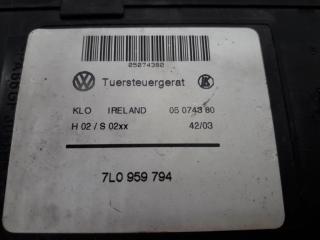 05074380
Tuersteuergerat
KLO IRELAND 05 0743 80
H 02 / S 02xx 42/03
7L0 959 794